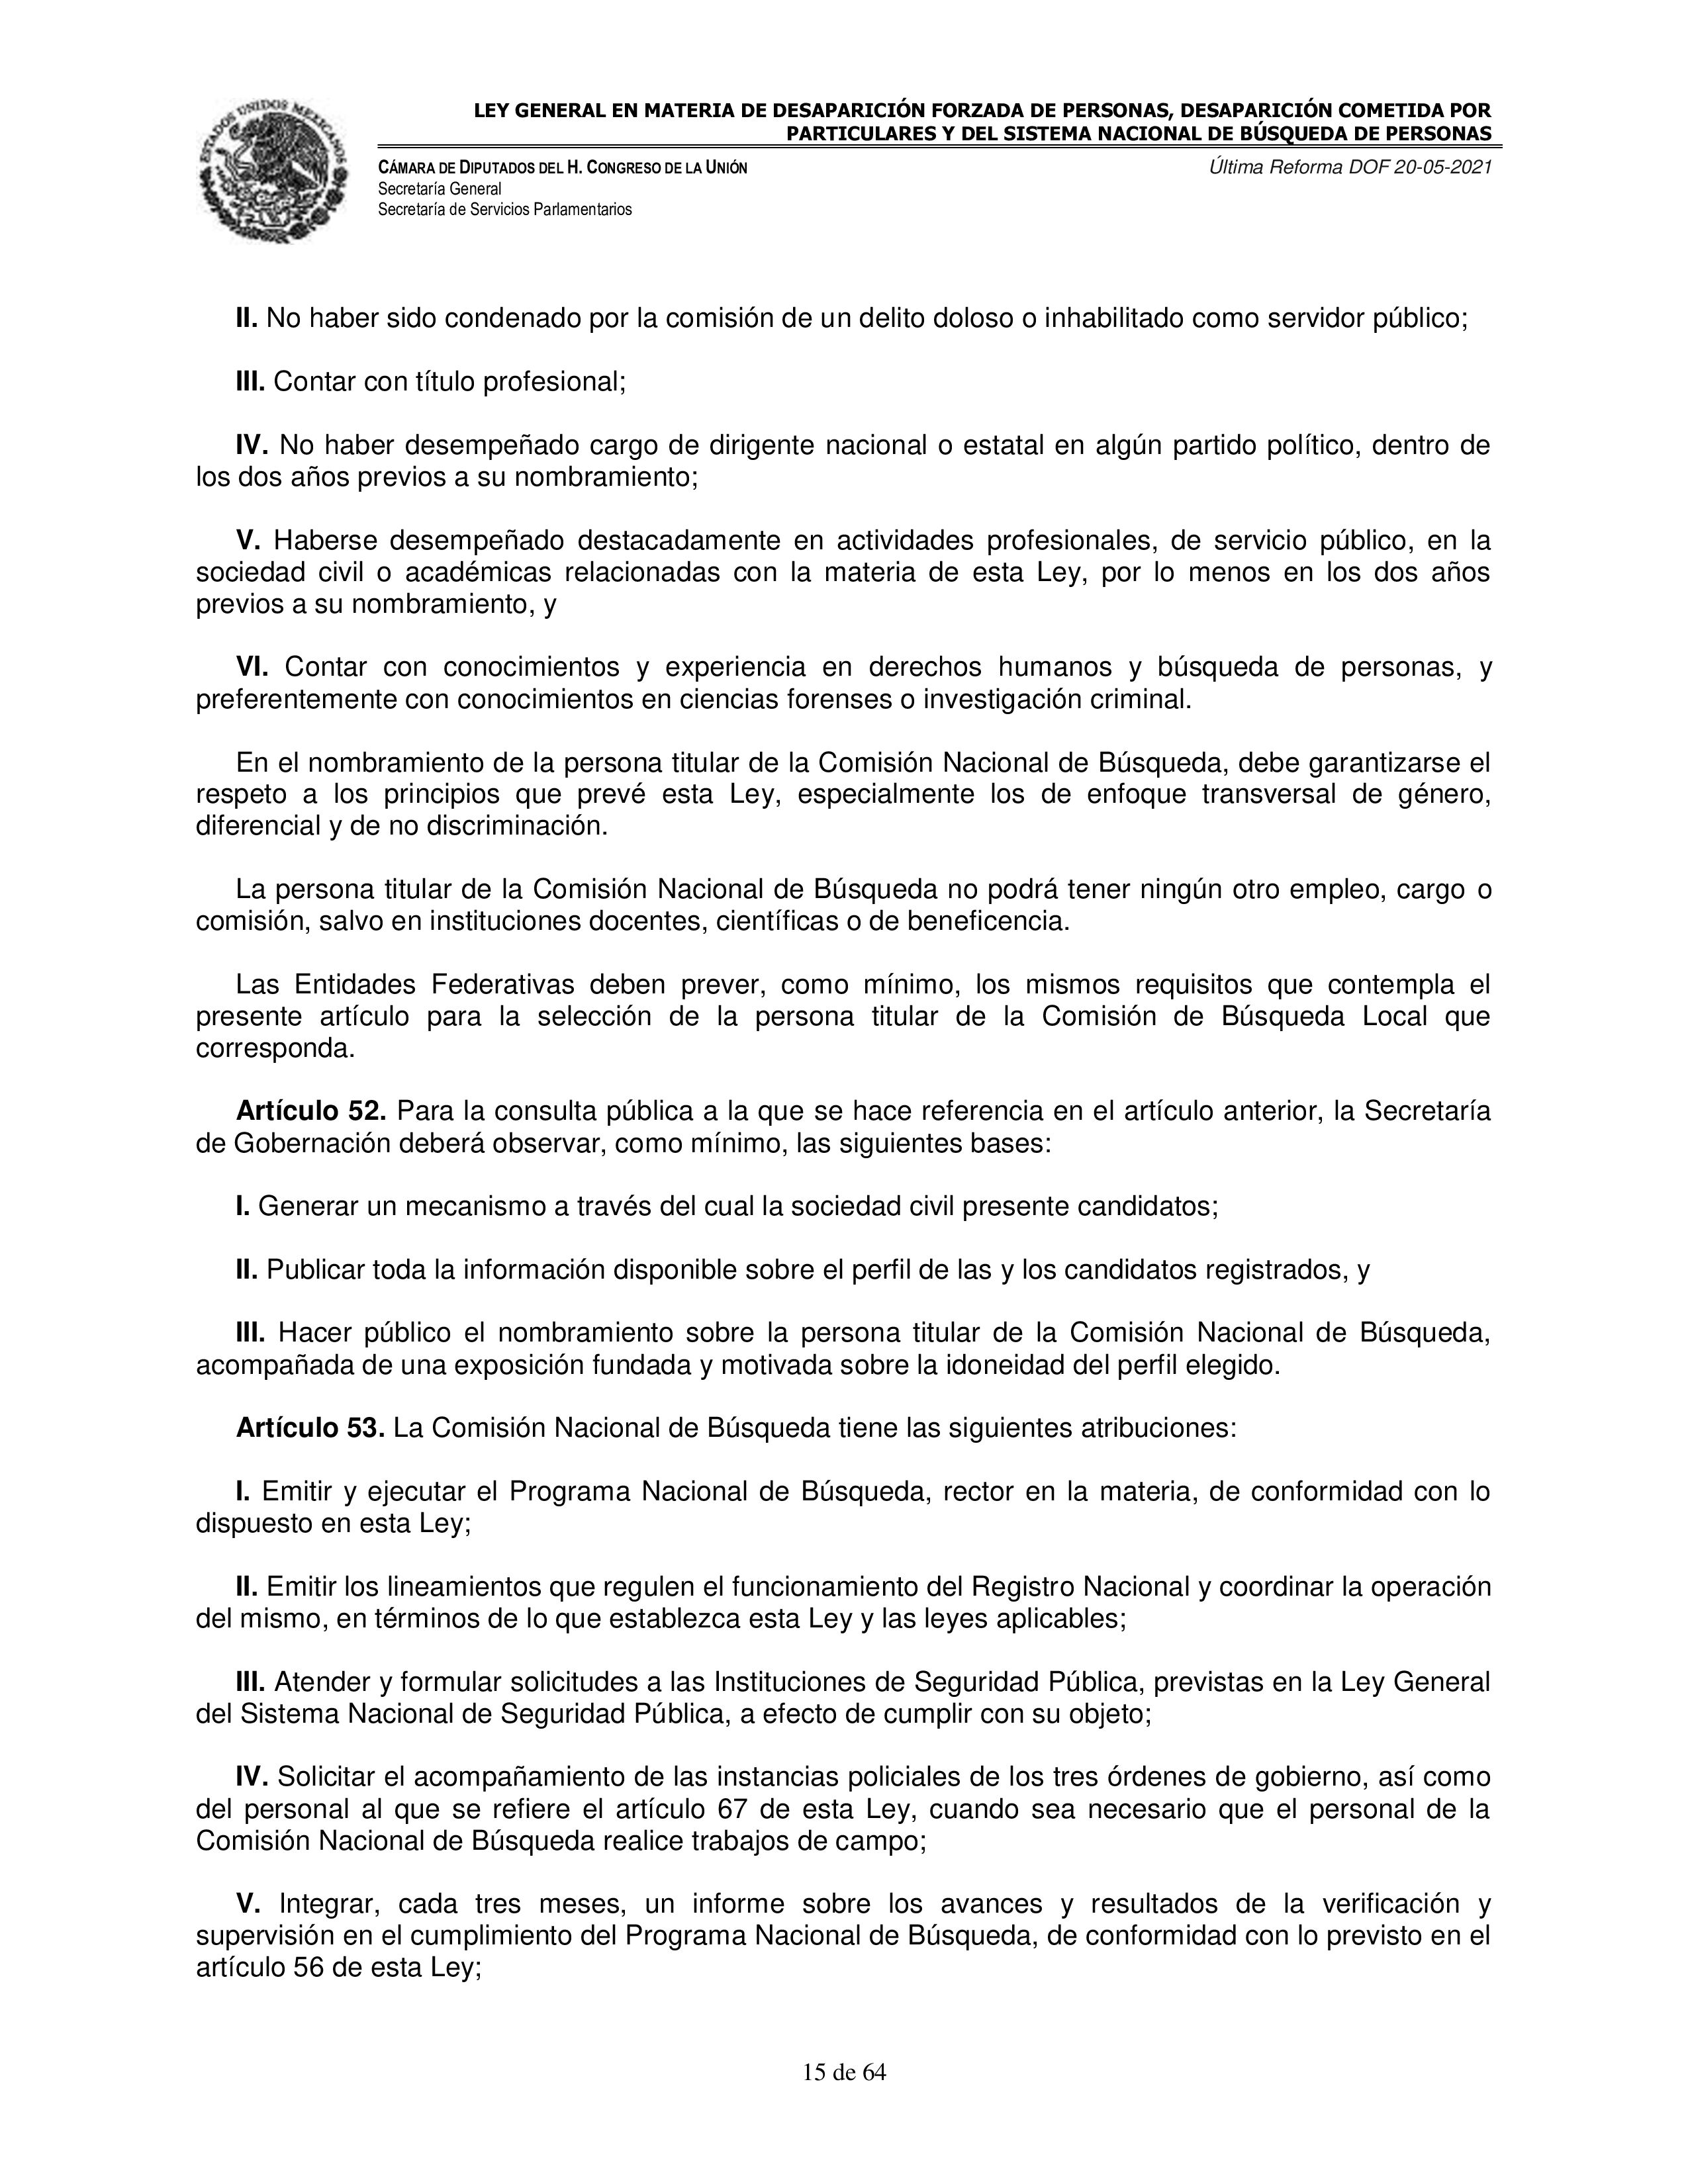 ESTADOS UNIDOS MEXICANOS
LEY GENERAL EN MATERIA DE DESAPARICIÓN FORZADA DE PERSONAS, DESAPARICIÓN COMETIDA POR
PARTICULARES Y DEL SISTEMA NACIONAL DE BÚSQUEDA DE PERSONAS
CÁMARA DE DIPUTADOS DEL H. CONGRESO DE LA UNIÓN
Última Reforma DOF 20-05-2021
Secretaría General
Secretaría de Servicios Parlamentarios
II. No haber sido condenado por la comisión de un delito doloso o inhabilitado como servidor público;
III. Contar con título profesional;
IV. No haber desempeñado cargo de dirigente nacional o estatal en algún partido político, dentro de
los dos años previos a su nombramiento;
V. Haberse desempeñado destacadamente en actividades profesionales, de servicio público, en la
sociedad civil o académicas relacionadas con la materia de esta Ley, por lo menos en los dos años
previos a su nombramiento, y
VI. Contar con conocimientos y experiencia en derechos humanos y búsqueda de personas, y
preferentemente con conocimientos en ciencias forenses o investigación criminal.
En el nombramiento de la persona titular de la Comisión Nacional de Búsqueda, debe garantizarse el
respeto a los principios que prevé esta Ley, especialmente los de enfoque transversal de género,
diferencial y de no discriminación.
La persona titular de la Comisión Nacional de Búsqueda no podrá tener ningún otro empleo, cargo o
comisión, salvo en instituciones docentes, científicas o de beneficencia.
Las Entidades Federativas deben prever, como mínimo, los mismos requisitos que contempla el
presente artículo para la selección de la persona titular de la Comisión de Búsqueda Local que
corresponda.
Artículo 52. Para la consulta pública a la que se hace referencia en el artículo anterior, la Secretaría
de Gobernación deberá observar, como mínimo, las siguientes bases:
I. Generar un mecanismo a través del cual la sociedad civil presente candidatos;
II. Publicar toda la información disponible sobre el perfil de las y los candidatos registrados, y
III. Hacer público el nombramiento sobre la persona titular de la Comisión Nacional de Búsqueda,
acompañada de una exposición fundada y motivada sobre la idoneidad del perfil elegido.
Artículo 53. La Comisión Nacional de Búsqueda tiene las siguientes atribuciones:
I. Emitir y ejecutar el Programa Nacional de Búsqueda, rector en la materia, de conformidad con lo
dispuesto en esta Ley;
II. Emitir los lineamientos que regulen el funcionamiento del Registro Nacional y coordinar la operación
del mismo, en términos de lo que establezca esta Ley y las leyes aplicables;
III. Atender y formular solicitudes a las Instituciones de Seguridad Pública, previstas en la Ley General
del Sistema Nacional de Seguridad Pública, a efecto de cumplir con su objeto;
IV. Solicitar el acompañamiento de las instancias policiales de los tres órdenes de gobierno, así como
del personal al que se refiere el artículo 67 de esta Ley, cuando sea necesario que el personal de la
Comisión Nacional de Búsqueda realice trabajos de campo;
V. Integrar, cada tres meses, un informe sobre los avances y resultados de la verificación y
supervisión en el cumplimiento del Programa Nacional de Búsqueda, de conformidad con lo previsto en el
artículo 56 de esta Ley;
15 de 64